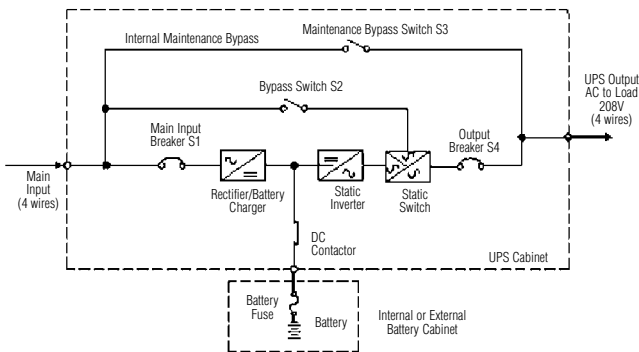 Internal Maintenance Bypass
Maintenance Bypass Switch S3
Bypass Switch S2
UPS Output
AC to Load
208V
(4 wires)
Main Input
Breaker S1
Output
Breaker S4
Main
Input
(4 wires)
Rectifier/Battery
Charger
Static
Inverter
Static
Switch
DC
Contactor
UPS Cabinet
Battery
Fuse
Battery
Internal or External
Battery Cabinet